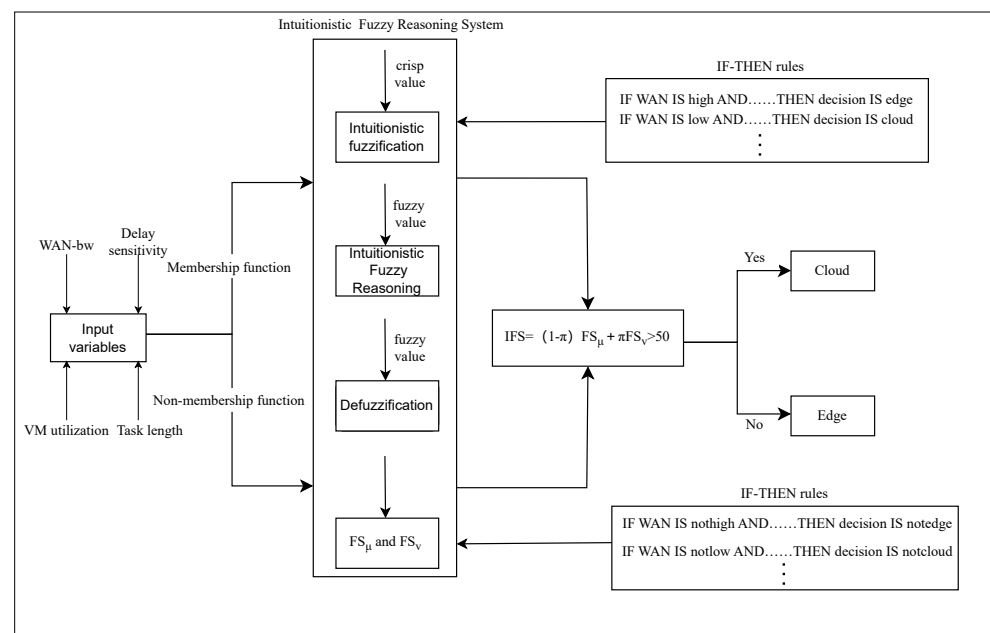 Intuitionistic Fuzzy Reasoning System
crisp
value
Intuitionistic
fuzzification
fuzzy
value
Intuitionistic
Fuzzy
Reasoning
fuzzy
value
Defuzzification
FSμ and FSν
IF-THEN rules
IF WAN IS high AND……THEN decision IS edge
IF WAN IS low AND……THEN decision IS cloud
⋮
WAN-bw
Delay
sensitivity
Membership function
Input
variables
Non-membership function
VM utilization
Task length
IFS=（1-π）FSμ + πFSν>50
Yes
Cloud
No
Edge
IF-THEN rules
IF WAN IS nothigh AND……THEN decision IS notedge
IF WAN IS notlow AND……THEN decision IS notcloud
⋮